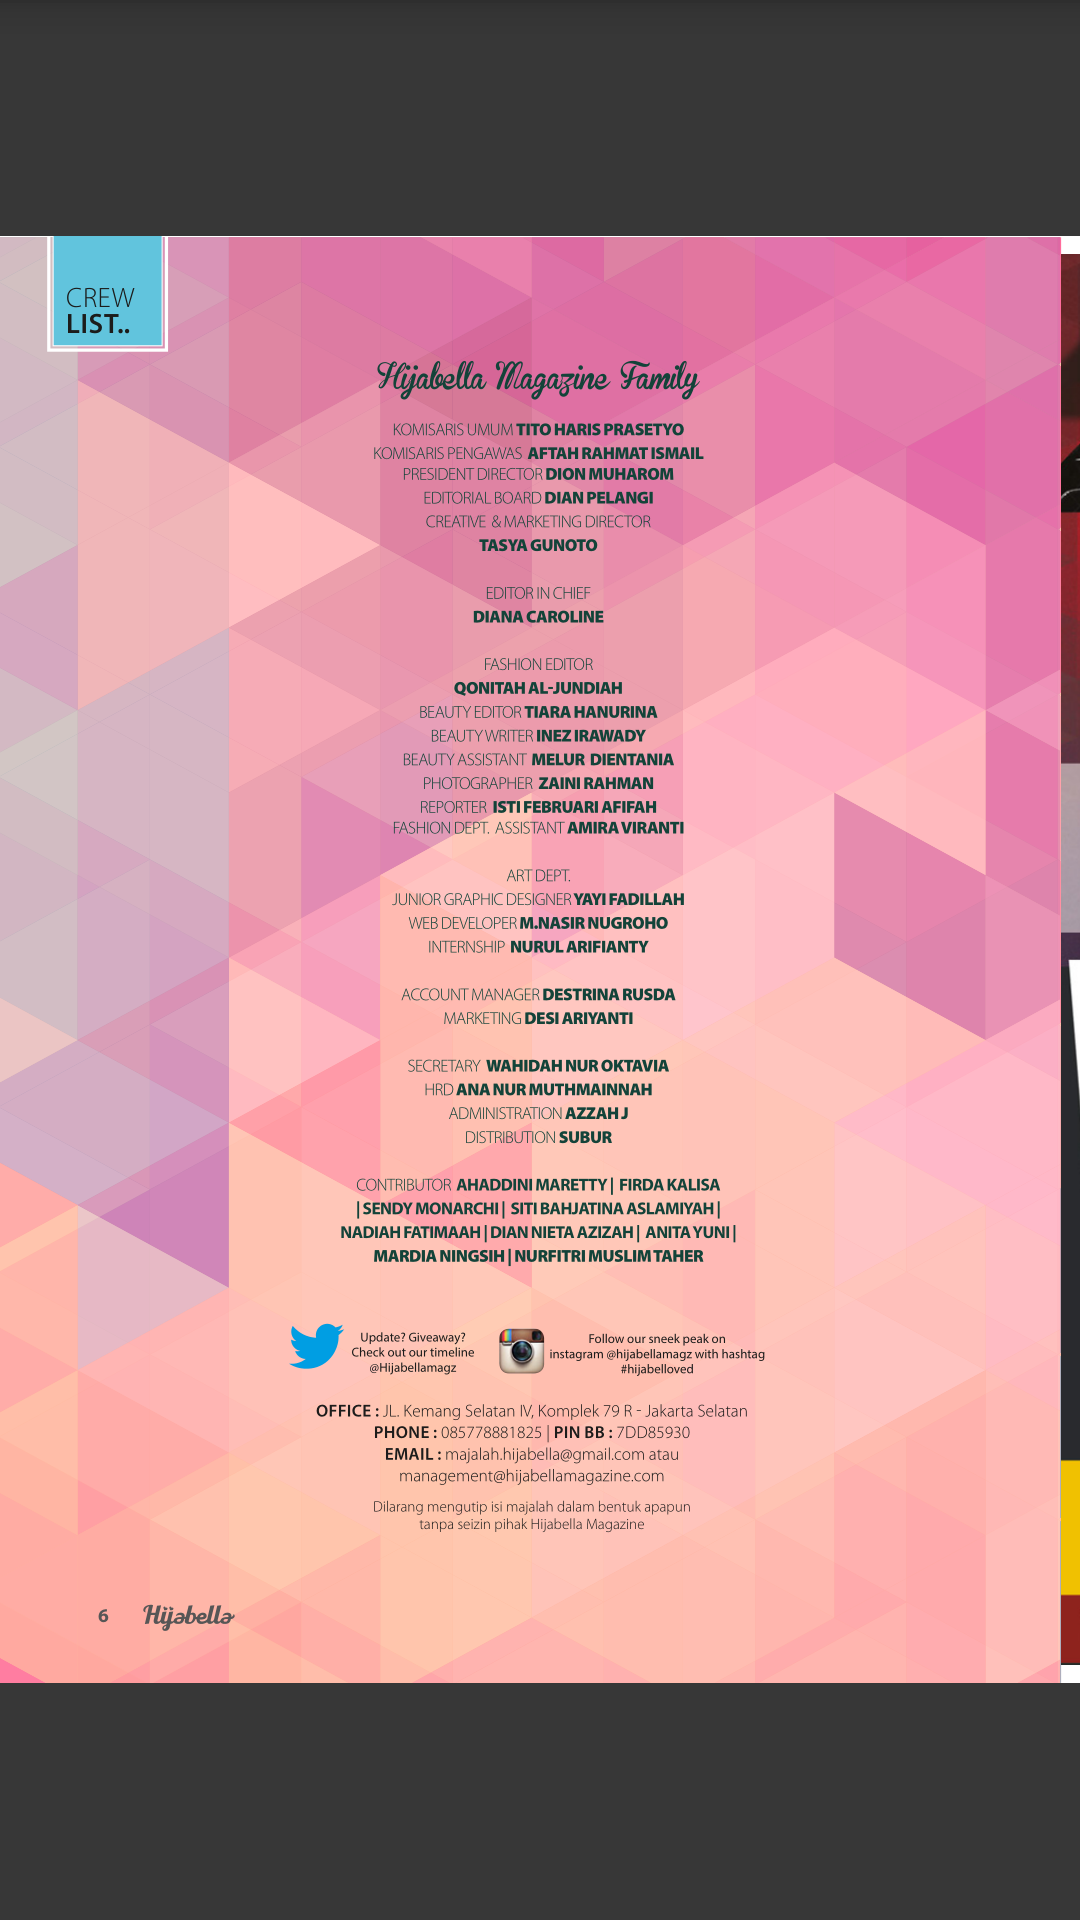 CREW
LIST..
Hijabella Magazine Family
KOMISARIS UMUM TITO HARIS PRASETYO
KOMISARIS PENGAWAS AFTAH RAHMAT ISMAIL
PRESIDENT DIRECTOR DION MUHAROM
EDITORIAL BOARD DIAN PELANGI
CREATIVE & MARKETING DIRECTOR
TASYA GUNOTO
EDITOR IN CHIEF
DIANA CAROLINE
FASHION EDITOR
QONITAH AL-JUNDIAH
BEAUTY EDITOR TIARA HANURINA
BEAUTY WRITER INEZ IRAWADY
BEAUTY ASSISTANT MELUR DIENTANIA
PHOTOGRAPHER ZAINI RAHMAN
REPORTER ISTI FEBRUARI AFIFAH
FASHION DEPT. ASSISTANT AMIRA VIRANTI
ART DEPT.
JUNIOR GRAPHIC DESIGNER YAYI FADILLAH
WEB DEVELOPER M.NASIR NUGROHO
INTERNSHIP NURUL ARIFIANTY
ACCOUNT MANAGER DESTRINA RUSDA
MARKETING DESI ARIYANTI
SECRETARY WAHIDAH NUR OKTAVIA
HRD ANA NUR MUTHMAINNAH
ADMINISTRATION AZZAH J
DISTRIBUTION SUBUR
CONTRIBUTOR AHADDINI MARETTY | FIRDA KALISA
| SENDY MONARCHI | SITI BAHJATINA ASLAMIYAH |
NADIAH FATIMAAH | DIAN NIETA AZIZAH | ANITA YUNI |
MARDIA NINGSIH | NURFITRI MUSLIM TAHER
Update? Giveaway?
Check out our timeline
@Hijabellamagz
Follow our sneek peak on
instagram @hijabellamagz with hashtag
#hijabelloved
OFFICE : JL. Kemang Selatan IV, Komplek 79 R - Jakarta Selatan
PHONE : 085778881825 | PIN BB : 7DD85930
EMAIL : majalah.hijabella@gmail.com atau
management@hijabellamagazine.com
Dilarang mengutip isi majalah dalam bentuk apapun
tanpa seizin pihak Hijabella Magazine
6 Hijabella